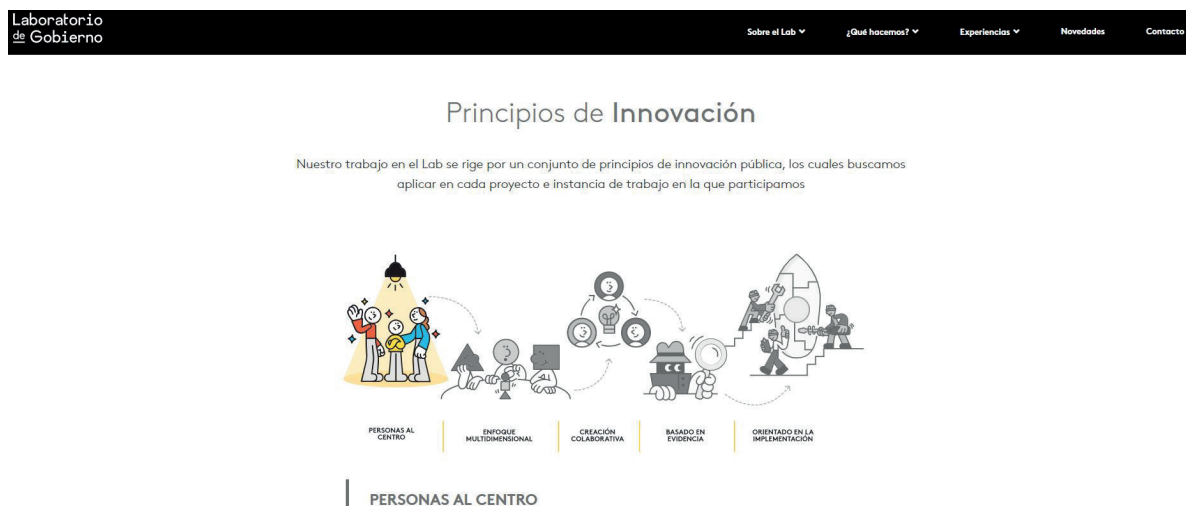 Laboratorio
de Gobierno
Sobre el Lab
¿Qué hacemos?
Experiencias
Novedades
Contacto
Principios de Innovación
Nuestro trabajo en el Lab se rige por un conjunto de principios de innovación pública, los cuales buscamos
aplicar en cada proyecto e instancia de trabajo en la que participamos
PERSONAS AL
CENTRO
ENFOQUE
MULTIDIMENSIONAL
CREACIÓN
COLABORATIVA
BASADO EN
EVIDENCIA
ORIENTADO EN LA
IMPLEMENTACIÓN
PERSONAS AL CENTRO